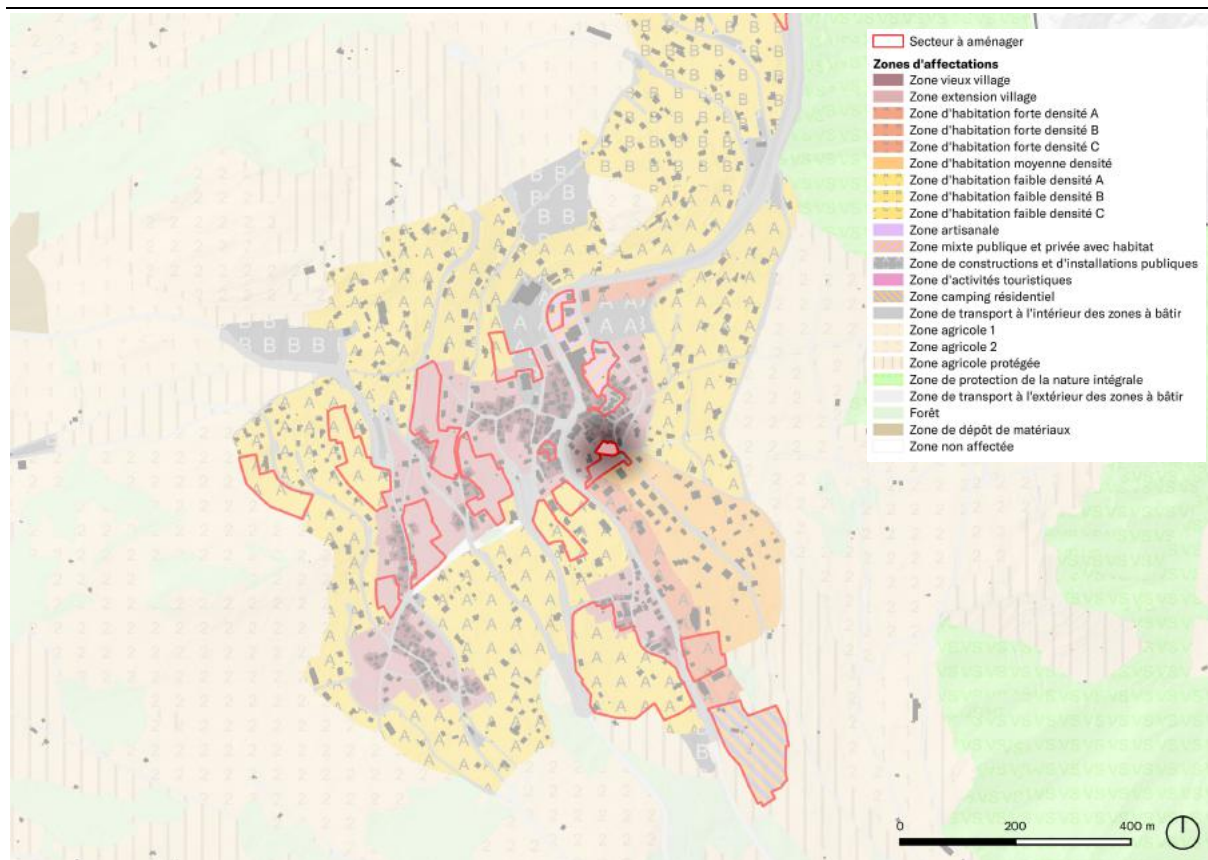 Secteur à aménager
Zones d'affectations
Zone vieux village
Zone extension village
Zone d'habitation forte densité A
Zone d'habitation forte densité B
Zone d'habitation forte densité C
Zone d'habitation moyenne densité
Zone d'habitation faible densité A
Zone d'habitation faible densité B
Zone d'habitation faible densité C
Zone artisanale
Zone mixte publique et privée avec habitat
Zone de constructions et d'installations publiques
Zone d'activités touristiques
Zone camping résidentiel
Zone de transport à l'intérieur des zones à bâtir
Zone agricole 1
Zone agricole 2
Zone agricole protégée
Zone de protection de la nature intégrale
Zone de transport à l'extérieur des zones à bâtir
Forêt
Zone de dépôt de matériaux
Zone non affectée
0 200 400 m